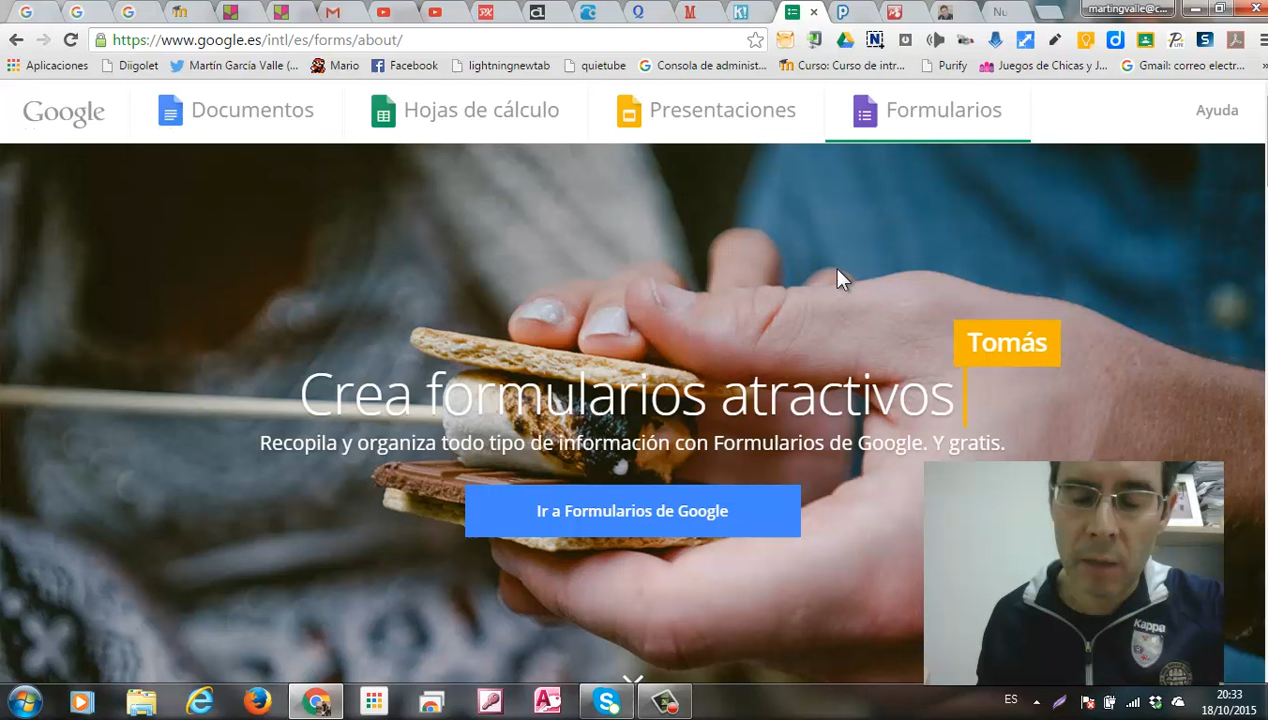 martingvalle@c...
Nu
https://www.google.es/intl/es/forms/about/
Aplicaciones
Diigolet
Martín García Valle (...
Mario
Facebook
lightningnewtab
quietube
Consola de administ...
Curso: Curso de intr...
Purify
Juegos de Chicas y J...
Gmail: correo electr...
Google
Documentos
Hojas de cálculo
Presentaciones
Formularios
Ayuda
Tomás
Crea formularios atractivos
Recopila y organiza todo tipo de información con Formularios de Google. Y gratis.
Ir a Formularios de Google
Kappa
ES
20:33
18/10/2015